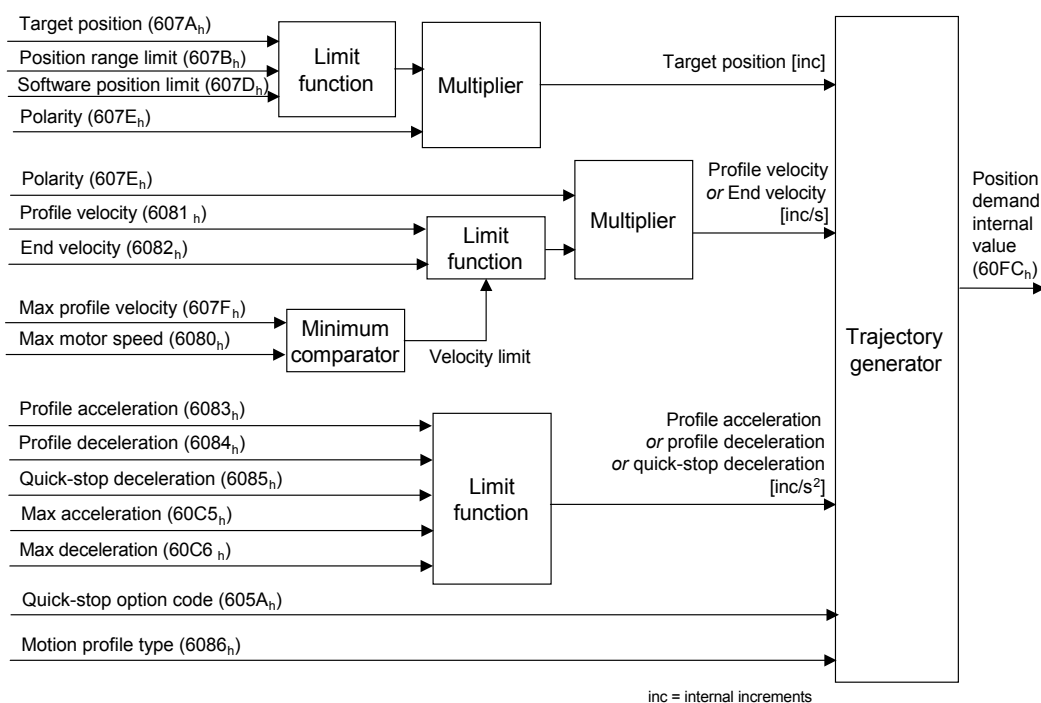 Target position (607Ah)
Position range limit (607Bh)
Software position limit (607Dh)
Polarity (607Eh)
Limit
function
Multiplier
Target position [inc]
Polarity (607Eh)
Profile velocity (6081 h)
End velocity (6082h)
Limit
function
Multiplier
Profile velocity
or End velocity
[inc/s]
Max profile velocity (607Fh)
Max motor speed (6080h)
Minimum
comparator
Velocity limit
Profile acceleration (6083h)
Profile deceleration (6084h)
Quick-stop deceleration (6085h)
Max acceleration (60C5h)
Max deceleration (60C6 h)
Limit
function
Profile acceleration
or profile deceleration
or quick-stop deceleration
[inc/s²]
Quick-stop option code (605Ah)
Motion profile type (6086h)
Trajectory
generator
Position
demand
internal
value
(60FCh)
inc = internal increments